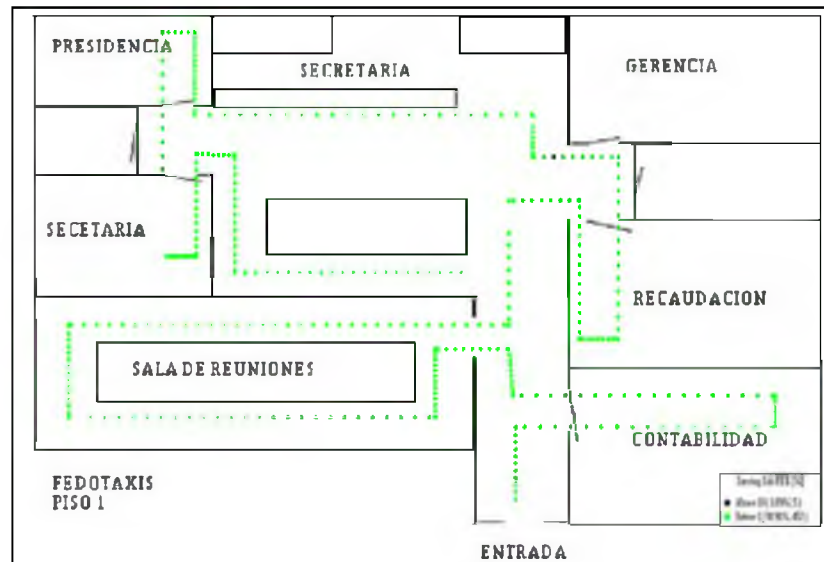 PRESIDENCIA
SECRETARIA
GERENCIA
SECETARIA
RECAUDACION
SALA DE REUNIONES
CONTABILIDAD
FEDOTAXIS
PISO 1
ENTRADA